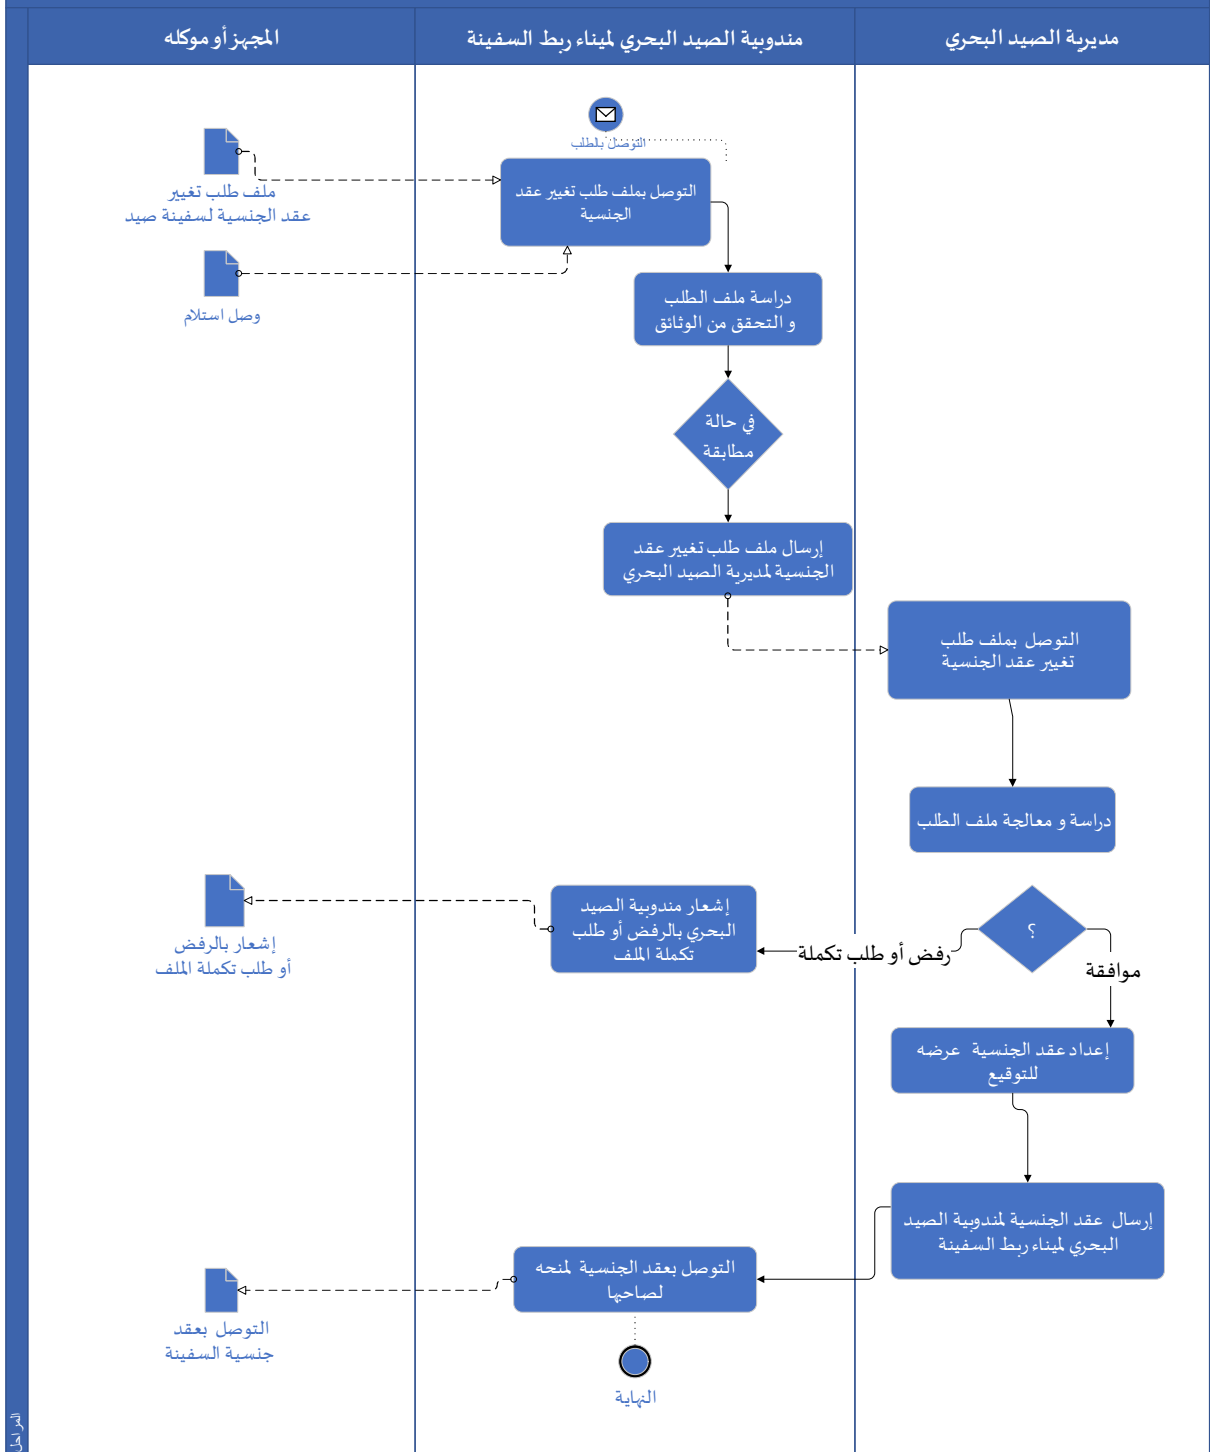 مديرية الصيد البحري
مندوبية الصيد البحري لميناء ربط السفينة
المجهز أو موكله
التوصل بالطلب
ملف طلب تغيير
عقد الجنسية لسفينة صيد
التوصل بملف طلب تغيير عقد
الجنسية
وصل استلام
دراسة ملف الطلب
و التحقق من الوثائق
في حالة
مطابقة
إرسال ملف طلب تغيير عقد
الجنسية لمديرية الصيد البحري
التوصل بملف طلب
تغيير عقد الجنسية
دراسة و معالجة ملف الطلب
؟
رفض أو طلب تكملة
موافقة
إشعار مندوبية الصيد
البحري بالرفض أو طلب
تكملة الملف
إشعار بالرفض
أو طلب تكملة الملف
إعداد عقد الجنسية عرضه
للتوقيع
إرسال عقد الجنسية لمندوبية الصيد
البحري لميناء ربط السفينة
التوصل بعقد الجنسية لمنحه
لصاحبها
التوصل بعقد
جنسية السفينة
النهاية
المراحل